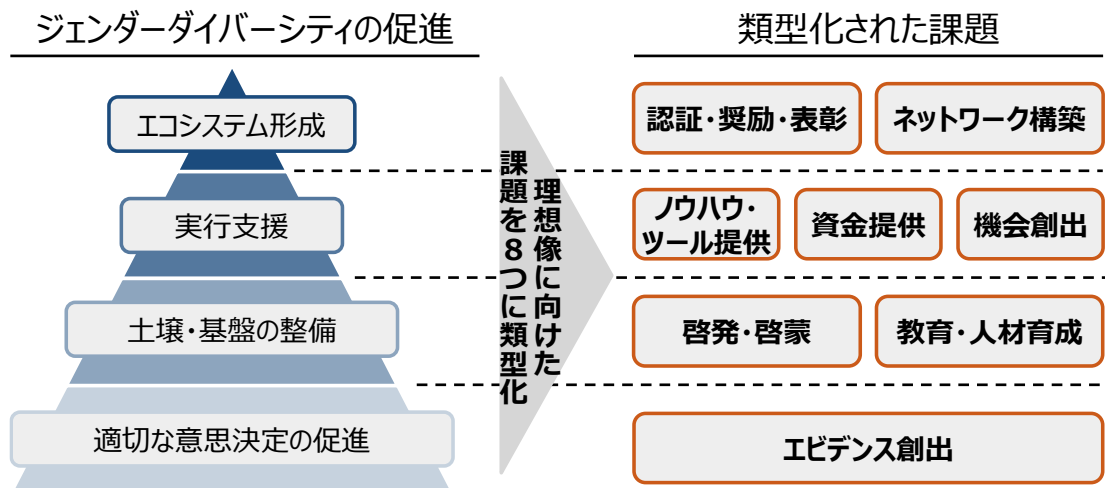 ジェンダーダイバーシティの促進
エコシステム形成
実行支援
土壌・基盤の整備
適切な意思決定の促進
理想像に向けた
課題を8つに類型化
類型化された課題
認証・奨励・表彰
ネットワーク構築
ノウハウ・
ツール提供
資金提供
機会創出
啓発・啓蒙
教育・人材育成
エビデンス創出